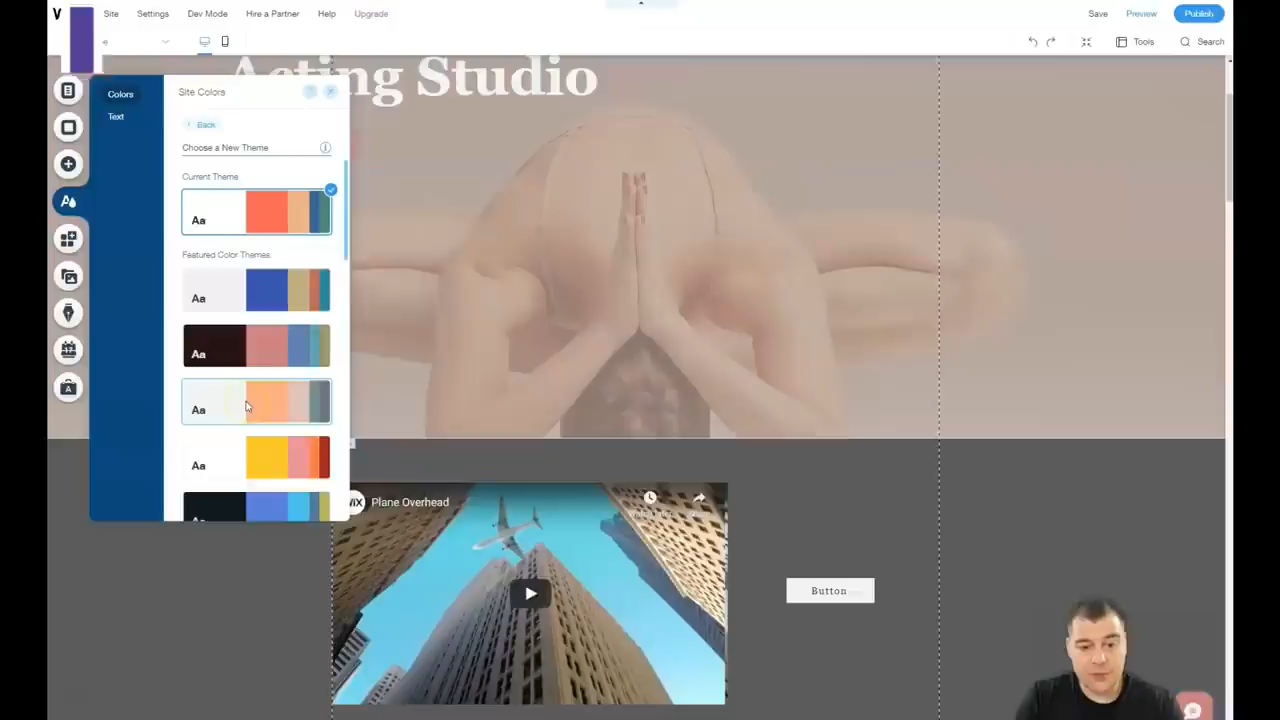 Site Settings Dev Mode Hire a Partner Help Upgrade
Save Preview Publish
Tools Search
Acting Studio
Colors
Text
Site Colors
Back
Choose a New Theme
Current Theme
Aa
Featured Color Themes
Aa
Aa
Aa
Aa
Plane Overhead
Button